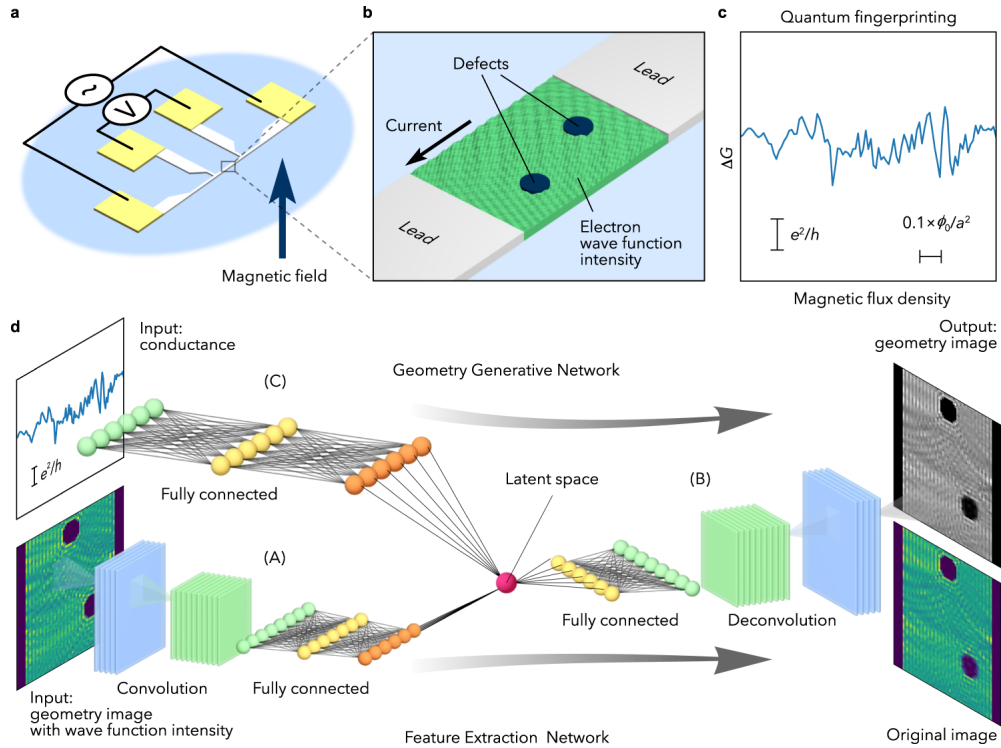 a
~
V
Magnetic field
b
Defects
Lead
Current
Lead
Electron
wave function
intensity
c
Quantum fingerprinting
ΔG
e²/h
0.1×ϕ₀/a²
Magnetic flux density
d
Input:
conductance
(C)
Geometry Generative Network
Output:
geometry image
e²/h
Fully connected
Latent space
(B)
(A)
Fully connected
Deconvolution
Convolution
Fully connected
Input:
geometry image
with wave function intensity
Feature Extraction Network
Original image